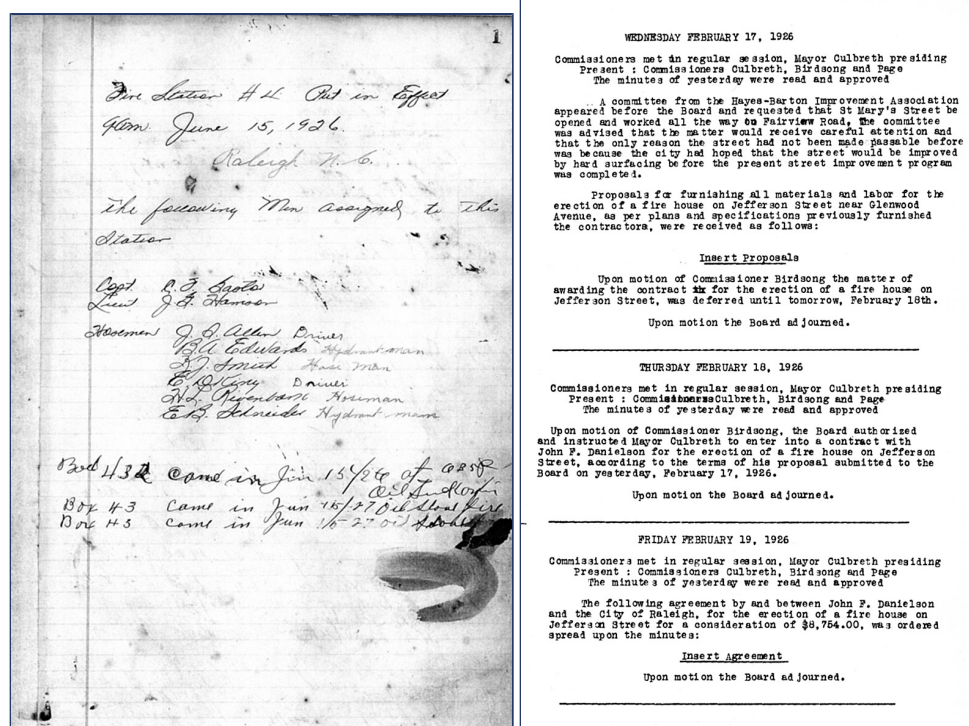 1
Fire Station #4 Put in Effect
June 15, 1926.
Raleigh N. C.
the following Men assigned to this
Station
Capt.
Lieut J. F.
Hosemen J. A. Allen Driver
B. A. Edwards Hydrant man
Smith Hose man
E. D. King Driver
H. L. Rivenbark Hoseman
E. B. Schneider Hydrant man
432 came in Jun 15/26 at
Box 43 came in Jun 15/27 Oil Stove fire
Box 43 came in Jun 15-27 oil
WEDNESDAY FEBRUARY 17, 1926
Commissioners met in regular session, Mayor Culbreth presiding
Present : Commissioners Culbreth, Birdsong and Page
The minutes of yesterday were read and approved
A committee from the Hayes-Barton Improvement Association
appeared before the Board and requested that St Mary's Street be
opened and worked all the way to Fairview Road, the committee
was advised that the matter would receive careful attention and
that the only reason the street had not been made passable before
was because the city had hoped that the street would be improved
by hard surfacing before the present street improvement program
was completed.
Proposals for furnishing all materials and labor for the
erection of a fire house on Jefferson Street near Glenwood
Avenue, as per plans and specifications previously furnished
the contractors, were received as follows:
Insert Proposals
Upon motion of Commissioner Birdsong the matter of
awarding the contract for the erection of a fire house on
Jefferson Street, was deferred until tomorrow, February 18th.
Upon motion the Board adjourned.
THURSDAY FEBRUARY 18, 1926
Commissioners met in regular session, Mayor Culbreth presiding
Present : Commissioners Culbreth, Birdsong and Page
The minutes of yesterday were read and approved
Upon motion of Commissioner Birdsong, the Board authorized
and instructed Mayor Culbreth to enter into a contract with
John F. Danielson for the erection of a fire house on Jefferson
Street, according to the terms of his proposal submitted to the
Board on yesterday, February 17, 1926.
Upon motion the Board adjourned.
FRIDAY FEBRUARY 19, 1926
Commissioners met in regular session, Mayor Culbreth presiding
Present : Commissioners Culbreth, Birdsong and Page
The minutes of yesterday were read and approved
The following agreement by and between John F. Danielson
and the City of Raleigh, for the erection of a fire house on
Jefferson Street for a consideration of $8,754.00, was ordered
spread upon the minutes:
Insert Agreement
Upon motion the Board adjourned.